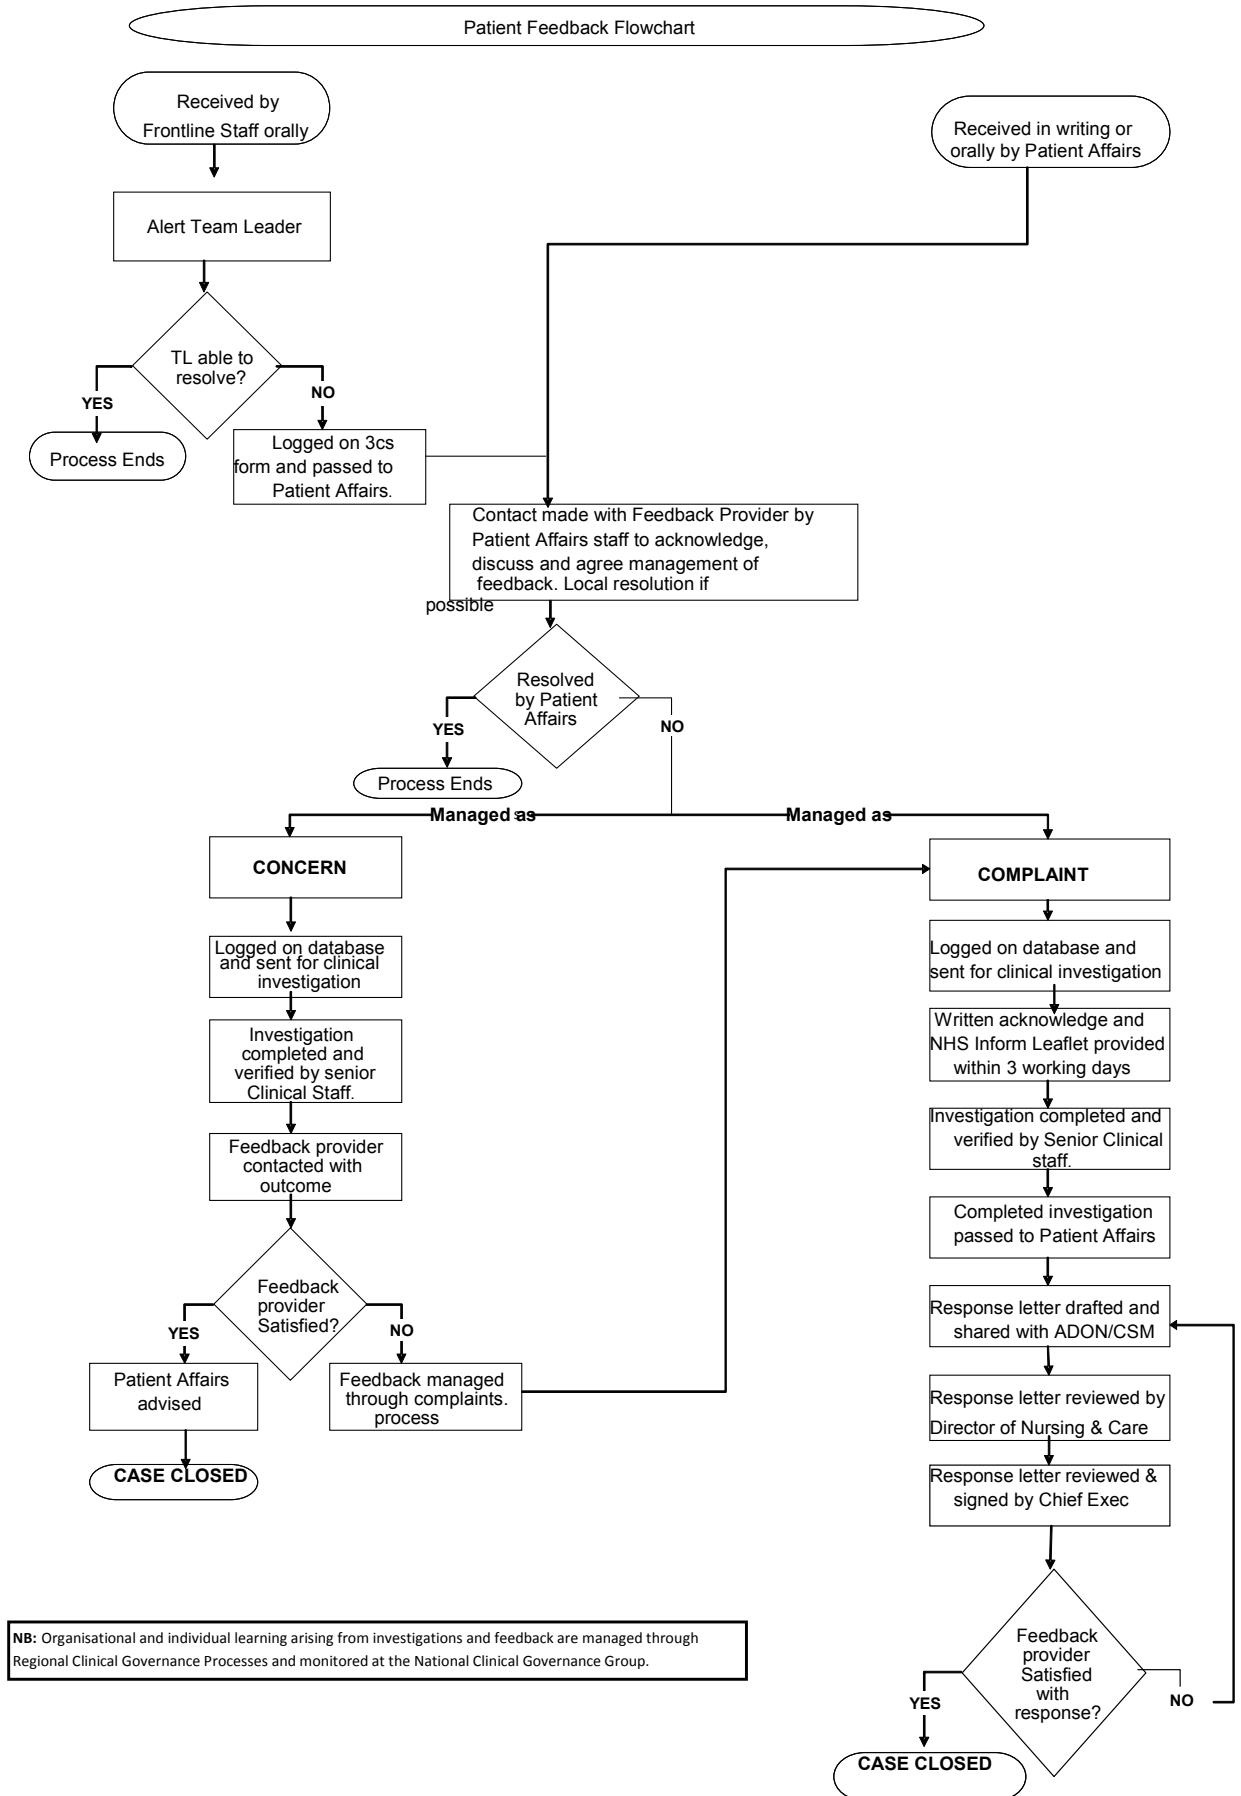 Patient Feedback Flowchart
Received by
Frontline Staff orally
Received in writing or
orally by Patient Affairs
Alert Team Leader
TL able to
resolve?
YES
NO
Process Ends
Logged on 3cs
form and passed to
Patient Affairs.
Contact made with Feedback Provider by
Patient Affairs staff to acknowledge,
discuss and agree management of
feedback. Local resolution if
possible
Resolved
by Patient
Affairs
YES
NO
Process Ends
Managed as
Managed as
CONCERN
Logged on database
and sent for clinical
investigation
Investigation
completed and
verified by senior
Clinical Staff.
Feedback provider
contacted with
outcome
Feedback
provider
Satisfied?
YES
NO
Patient Affairs
advised
Feedback managed
through complaints.
process
CASE CLOSED
COMPLAINT
Logged on database and
sent for clinical investigation
Written acknowledge and
NHS Inform Leaflet provided
within 3 working days
Investigation completed and
verified by Senior Clinical
staff.
Completed investigation
passed to Patient Affairs
Response letter drafted and
shared with ADON/CSM
Response letter reviewed by
Director of Nursing & Care
Response letter reviewed &
signed by Chief Exec
Feedback
provider
Satisfied
with
response?
YES
NO
CASE CLOSED
NB: Organisational and individual learning arising from investigations and feedback are managed through
Regional Clinical Governance Processes and monitored at the National Clinical Governance Group.